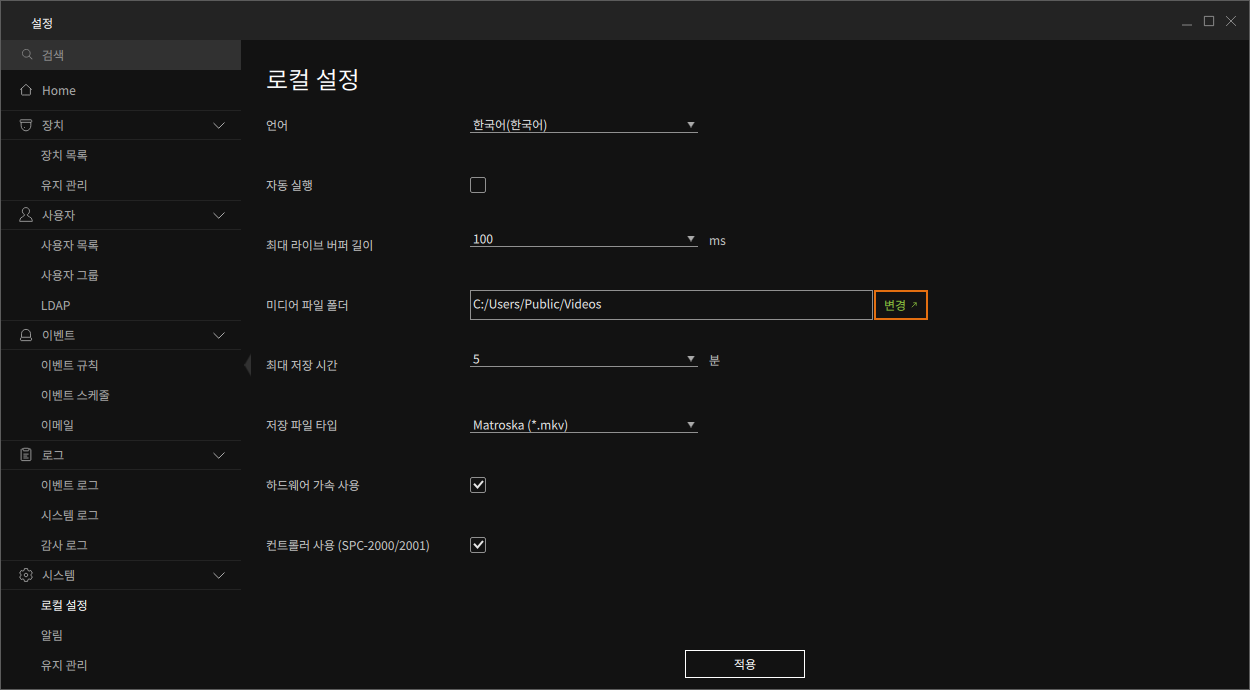 설정
검색
Home
장치
장치 목록
유지 관리
사용자
사용자 목록
사용자 그룹
LDAP
이벤트
이벤트 규칙
이벤트 스케줄
이메일
로그
이벤트 로그
시스템 로그
감사 로그
시스템
로컬 설정
알림
유지 관리
로컬 설정
언어 한국어(한국어)
자동 실행
최대 라이브 버퍼 길이 100 ms
미디어 파일 폴더 C:/Users/Public/Videos 변경
최대 저장 시간 5 분
저장 파일 타입 Matroska (*.mkv)
하드웨어 가속 사용
컨트롤러 사용 (SPC-2000/2001)
적용